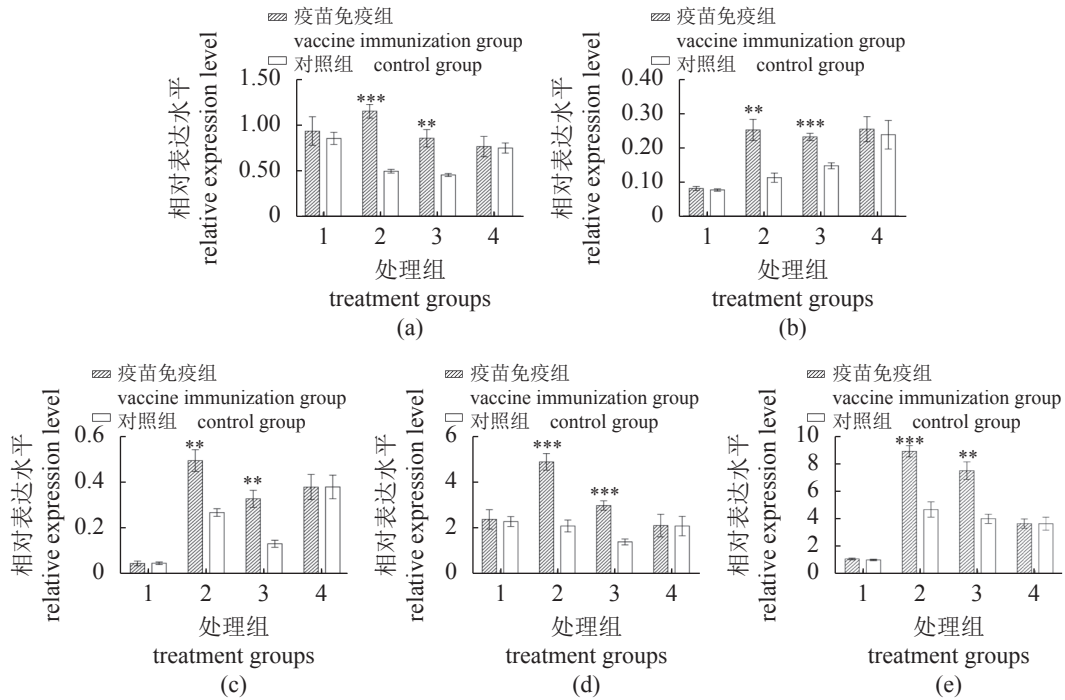 疫苗免疫组
vaccine immunization group
对照组 control group
相对表达水平
relative expression level
1.50
1.00
0.50
0
***
**
1 2 3 4
处理组
treatment groups
(a)
疫苗免疫组
vaccine immunization group
对照组 control group
相对表达水平
relative expression level
0.40
0.30
0.20
0.10
0
**
***
1 2 3 4
处理组
treatment groups
(b)
疫苗免疫组
vaccine immunization group
对照组 control group
相对表达水平
relative expression level
0.6
0.4
0.2
0
**
**
1 2 3 4
处理组
treatment groups
(c)
疫苗免疫组
vaccine immunization group
对照组 control group
相对表达水平
relative expression level
6
4
2
0
***
***
1 2 3 4
处理组
treatment groups
(d)
疫苗免疫组
vaccine immunization group
对照组 control group
相对表达水平
relative expression level
10
8
6
4
2
0
***
**
1 2 3 4
处理组
treatment groups
(e)